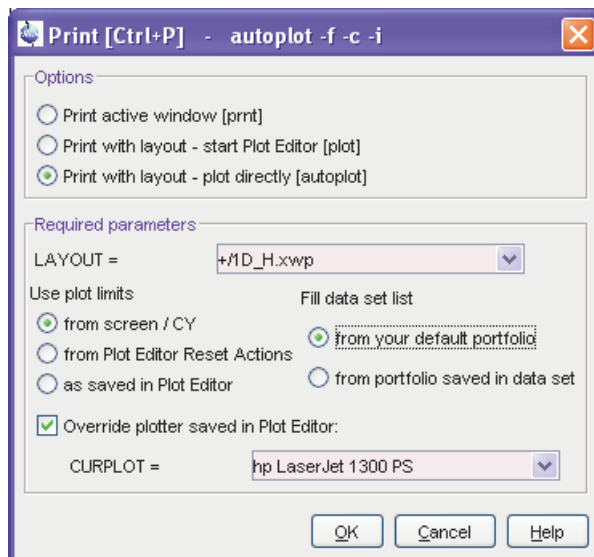 Print [Ctrl+P] - autoplot -f -c -i
Options
Print active window [prnt]
Print with layout - start Plot Editor [plot]
Print with layout - plot directly [autoplot]
Required parameters
LAYOUT = +/1D_H.xwp
Use plot limits
from screen / CY
from Plot Editor Reset Actions
as saved in Plot Editor
Fill data set list
from your default portfolio
from portfolio saved in data set
Override plotter saved in Plot Editor:
CURPLOT = hp LaserJet 1300 PS
OK Cancel Help